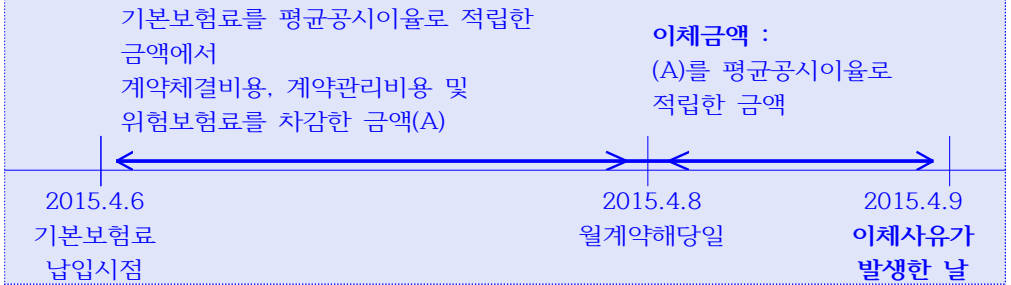 기본보험료를 평균공시이율로 적립한
금액에서
계약체결비용, 계약관리비용 및
위험보험료를 차감한 금액(A)
이체금액 :
(A)를 평균공시이율로
적립한 금액
2015.4.6
기본보험료
납입시점
2015.4.8
월계약해당일
2015.4.9
이체사유가
발생한 날